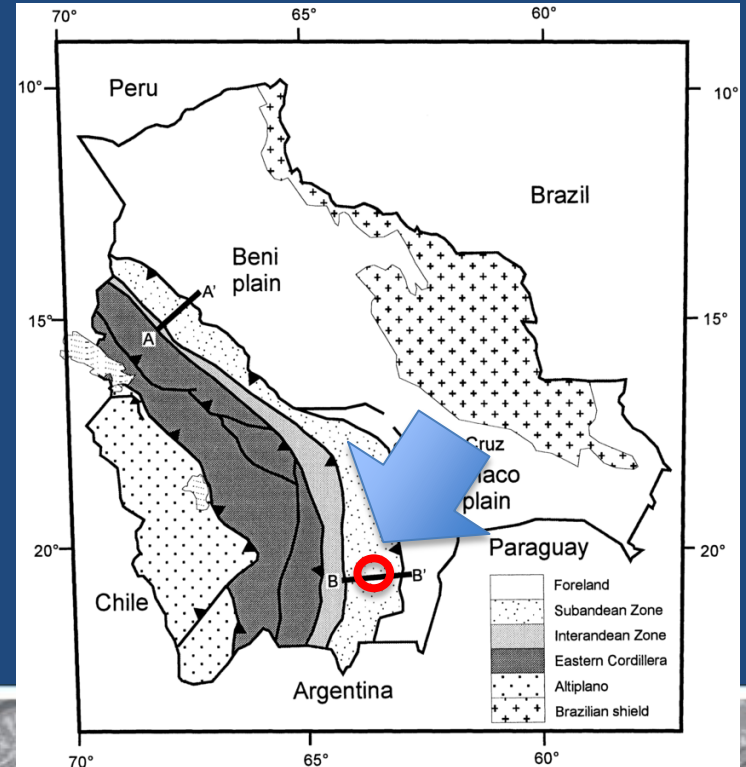 70° 65° 60°
10° Peru 10°
Brazil
Beni
plain
A'
A
15° 15°
Cruz
plain
20° 20°
Paraguay
B B'
Chile
Foreland
Subandean Zone
Interandean Zone
Eastern Cordillera
Altiplano
Brazilian shield
Argentina
70° 65° 60°